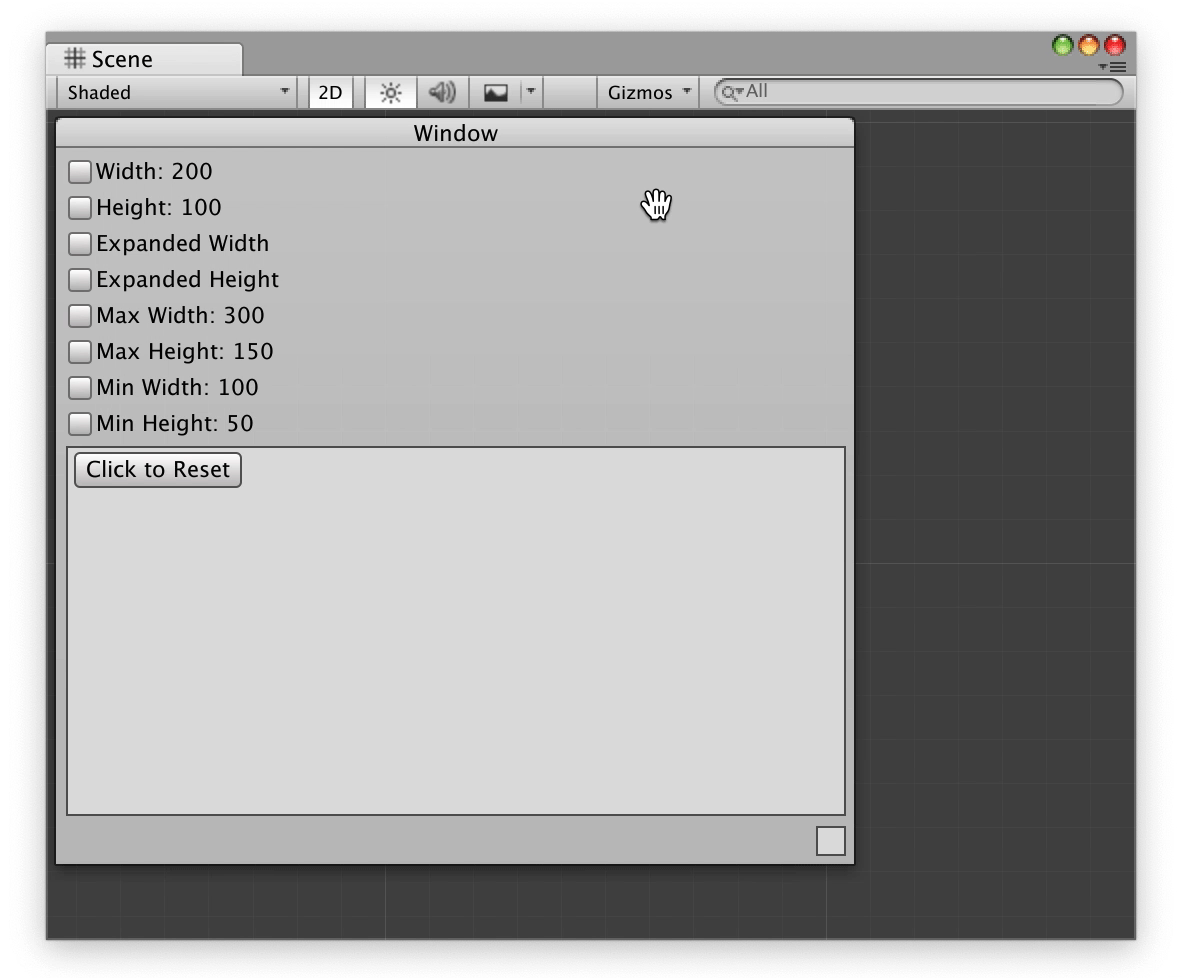 Scene
Shaded 2D Gizmos All
Window
Width: 200
Height: 100
Expanded Width
Expanded Height
Max Width: 300
Max Height: 150
Min Width: 100
Min Height: 50
Click to Reset